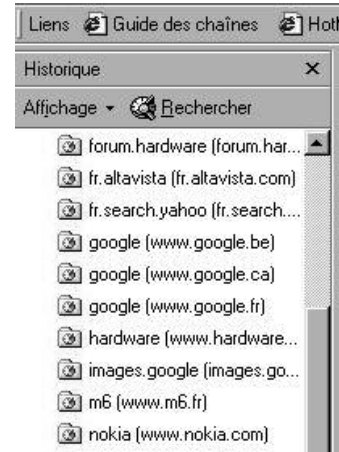 Liens Guide des chaînes Hotl
Historique ×
Affichage Rechercher
forum.hardware (forum.har...
fr.altavista (fr.altavista.com)
fr.search.yahoo (fr.search....
google (www.google.be)
google (www.google.ca)
google (www.google.fr)
hardware (www.hardware...
images.google (images.go...
m6 (www.m6.fr)
nokia (www.nokia.com)